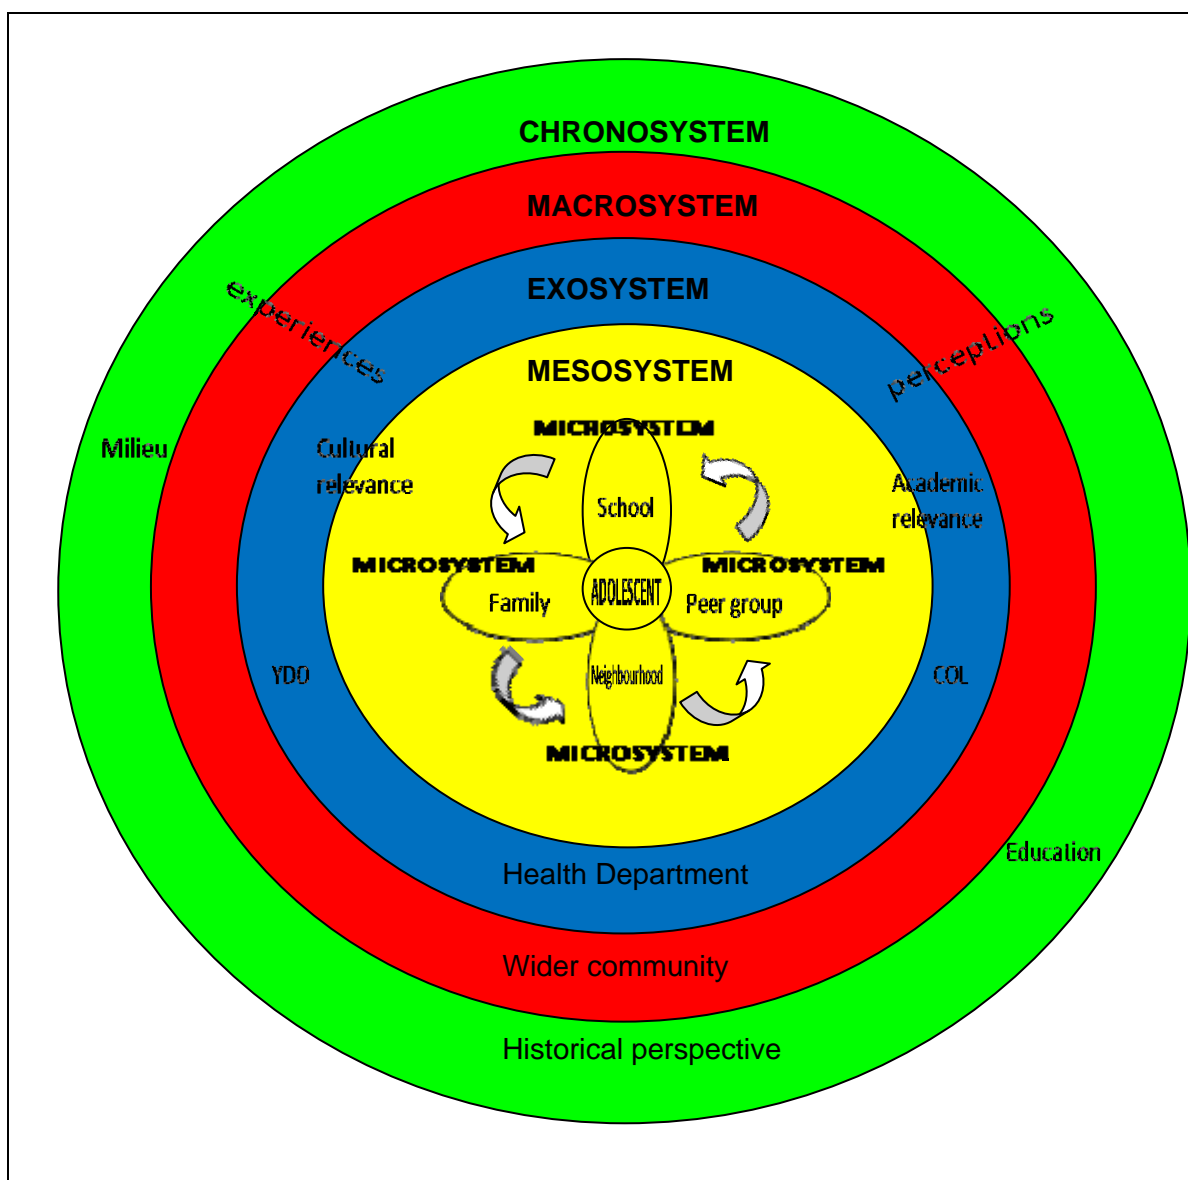 CHRONOSYSTEM
MACROSYSTEM
EXOSYSTEM
MESOSYSTEM
experiences
perceptions
Milieu
Cultural
relevance
Academic
relevance
MICROSYSTEM
School
MICROSYSTEM
MICROSYSTEM
Family
ADOLESCENT
Peer group
YDO
Neighbourhood
COL
MICROSYSTEM
Education
Health Department
Wider community
Historical perspective